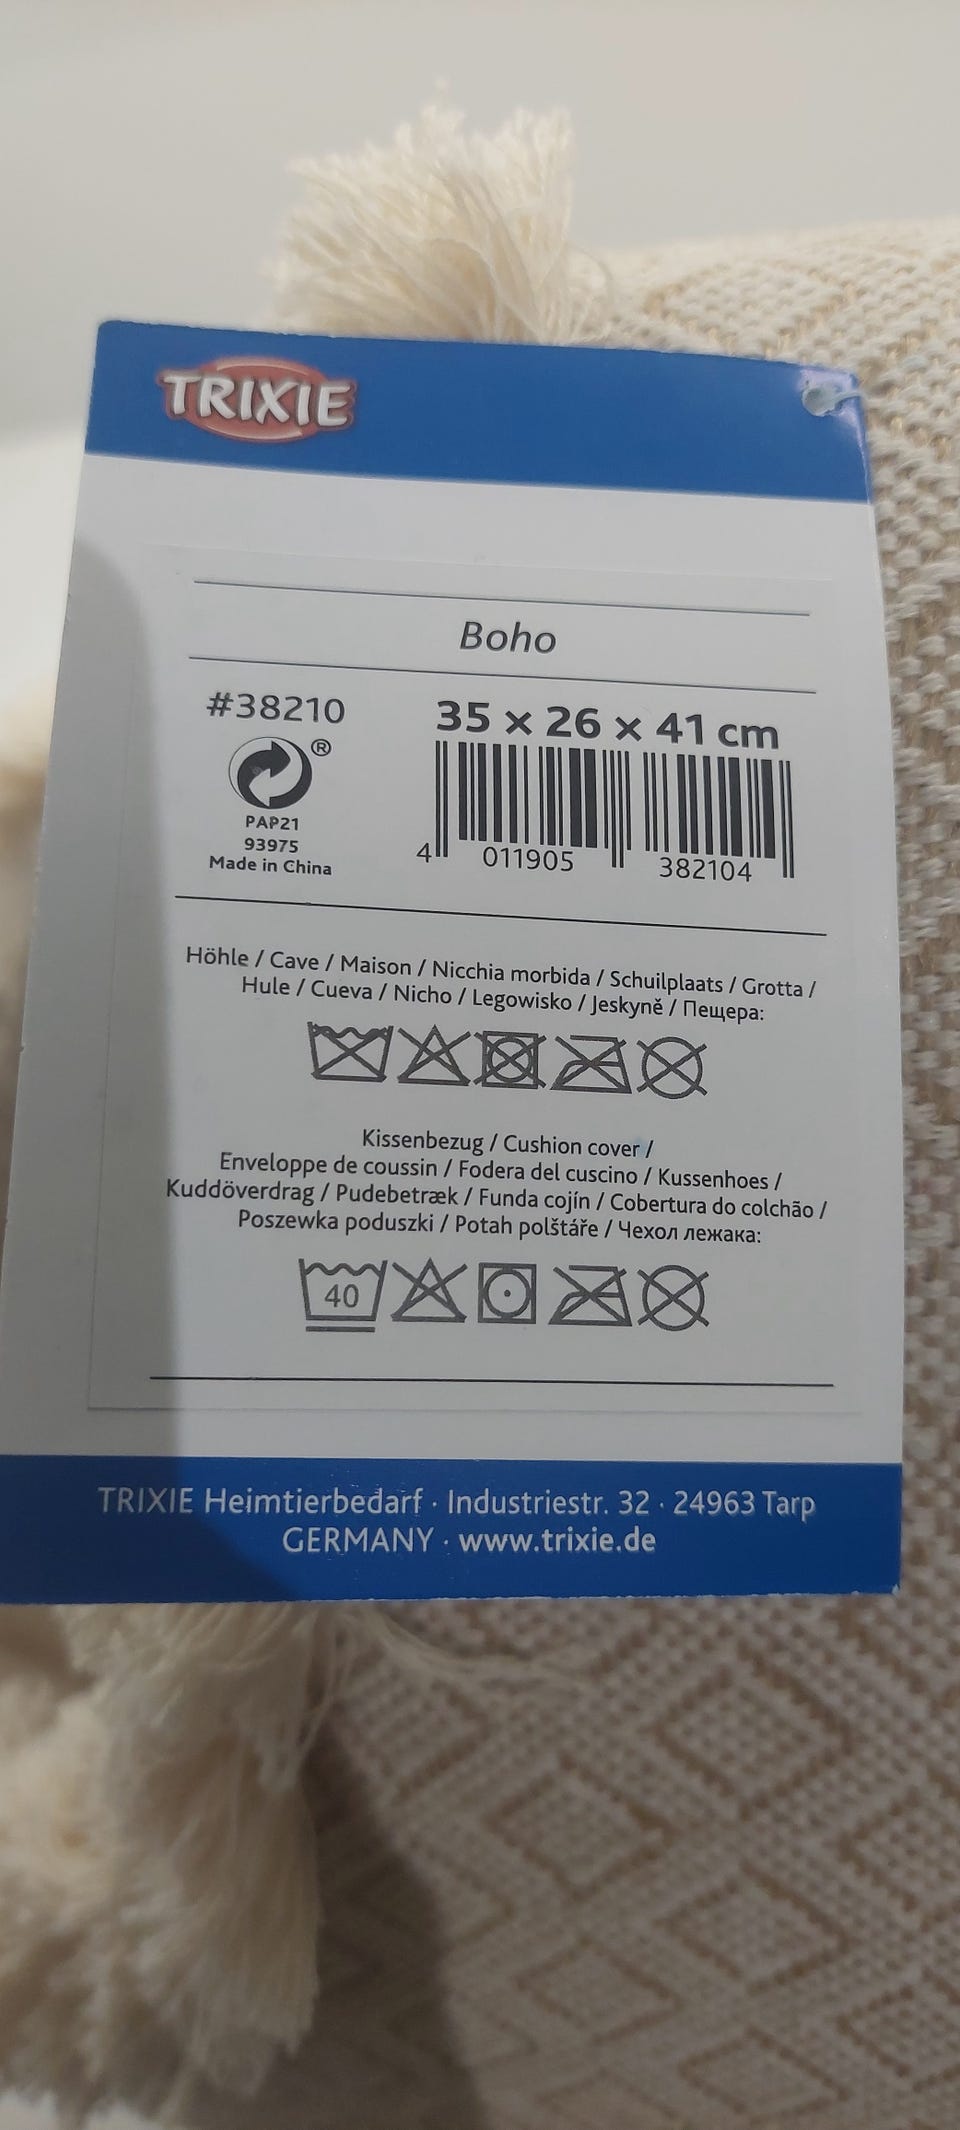 TRIXIE
Boho
#38210
35 x 26 x 41 cm
®
PAP21
93975
Made in China
4 011905 382104
Höhle / Cave / Maison / Nicchia morbida / Schuilplaats / Grotta /
Hule / Cueva / Nicho / Legowisko / Jeskyně / Пещера:
Kissenbezug / Cushion cover /
Enveloppe de coussin / Fodera del cuscino / Kussenhoes /
Kuddöverdrag / Pudebetræk / Funda cojín / Cobertura do colchão /
Poszewka poduszki / Potah polštáře / Чехол лежака:
40
TRIXIE Heimtierbedarf · Industriestr. 32 · 24963 Tarp
GERMANY · www.trixie.de